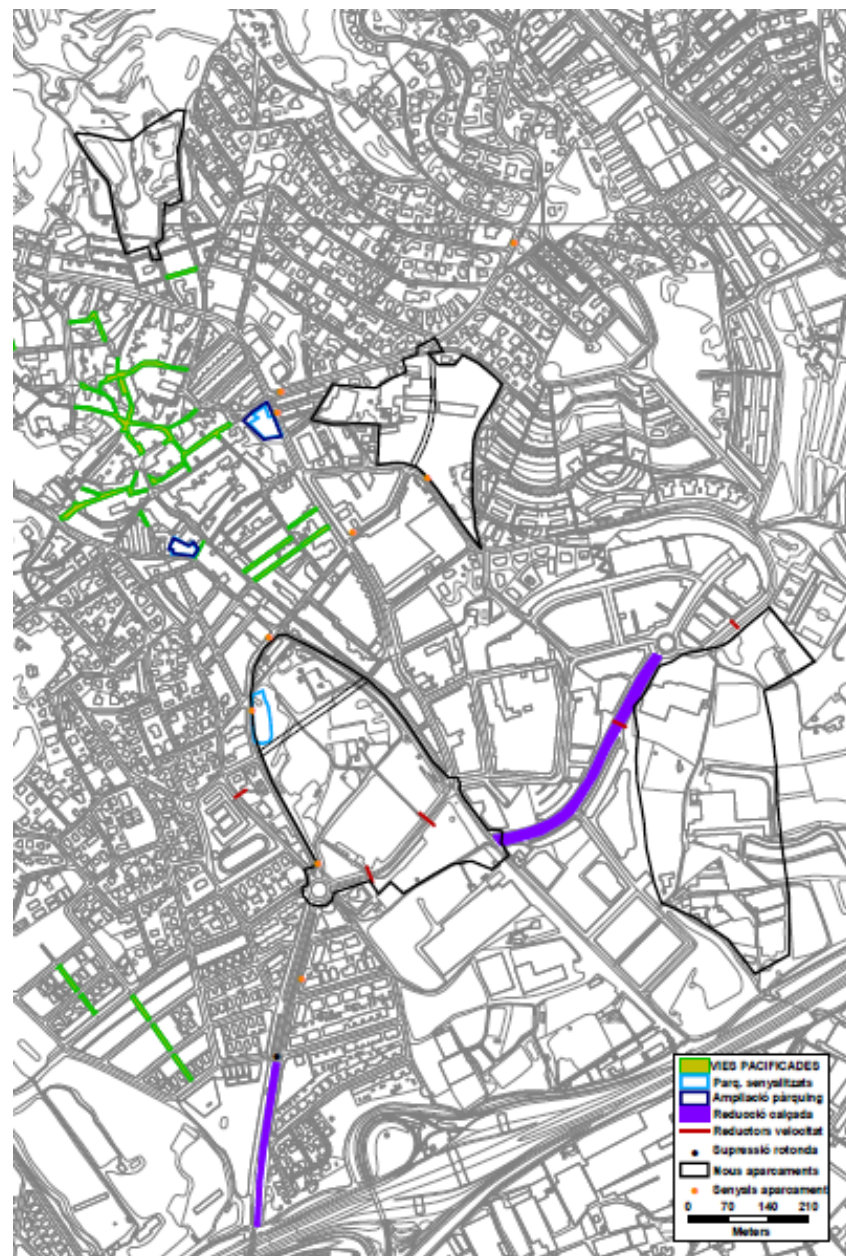 VIES PACIFICADES
Parq. senyalitzats
Ampliació pàrquing
Reducció calçada
Reductors velocitat
Supressió rotonda
Nous aparcaments
Senyals aparcament
0 70 140 210
Meters